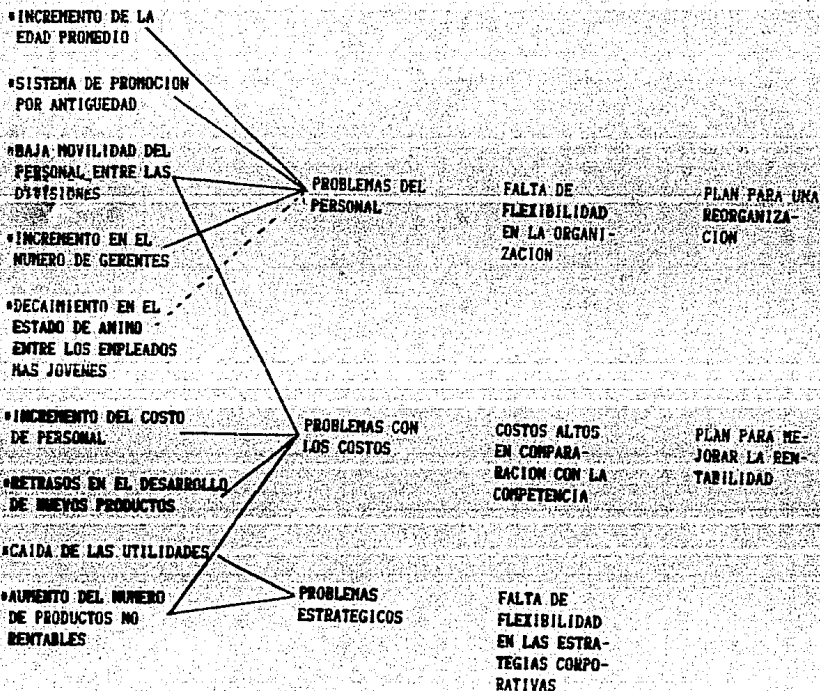 *INCREMENTO DE LA
EDAD PROMEDIO
*SISTEMA DE PROMOCION
POR ANTIGUEDAD
*BAJA MOVILIDAD DEL
PERSONAL ENTRE LAS
DIVISIONES
*INCREMENTO EN EL
NUMERO DE GERENTES
*DECAIMIENTO EN EL
ESTADO DE ANIMO
ENTRE LOS EMPLEADOS
MAS JOVENES
*INCREMENTO DEL COSTO
DE PERSONAL
*RETRASOS EN EL DESARROLLO
DE NUEVOS PRODUCTOS
*CAIDA DE LAS UTILIDADES
*AUMENTO DEL NUMERO
DE PRODUCTOS NO
RENTABLES
PROBLEMAS DEL
PERSONAL
PROBLEMAS CON
LOS COSTOS
PROBLEMAS
ESTRATEGICOS
FALTA DE
FLEXIBILIDAD
EN LA ORGANI-
ZACION
COSTOS ALTOS
EN COMPARA-
RACION CON LA
COMPETENCIA
FALTA DE
FLEXIBILIDAD
EN LAS ESTRA-
TEGIAS CORPO-
RATIVAS
PLAN PARA UNA
REORGANIZA-
CION
PLAN PARA ME-
JORAR LA REN-
TABILIDAD